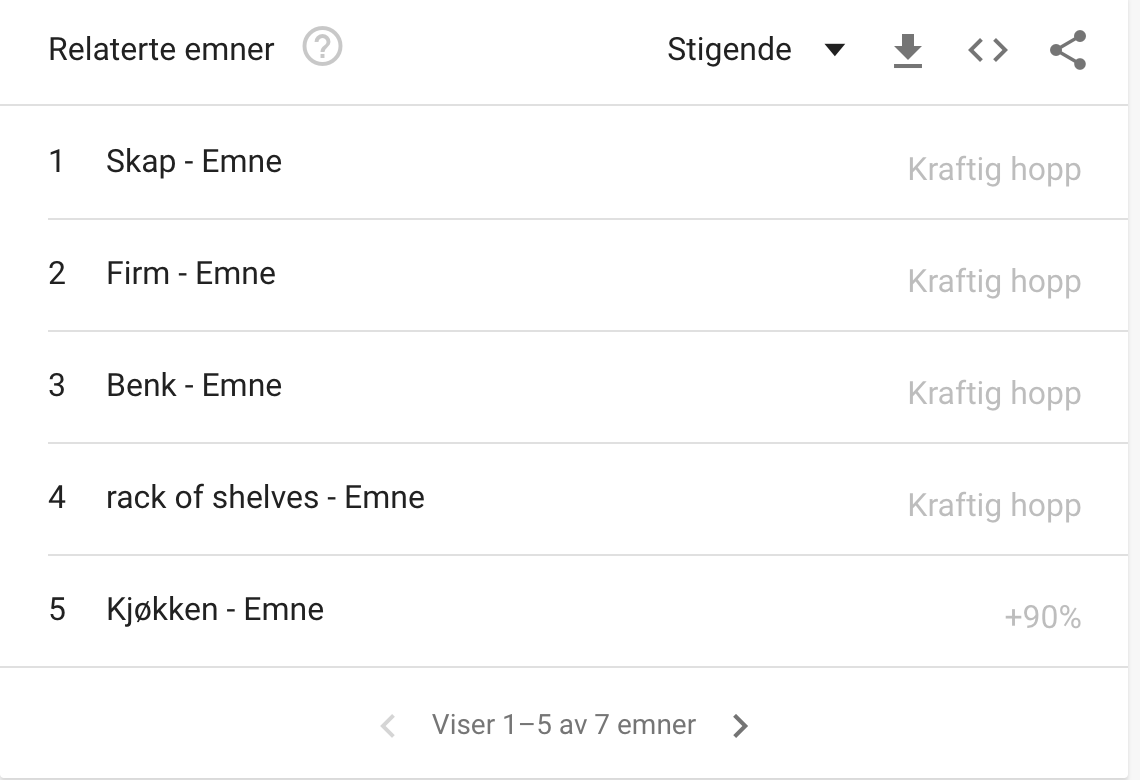 Relaterte emner ? Stigende
1 Skap - Emne Kraftig hopp
2 Firm - Emne Kraftig hopp
3 Benk - Emne Kraftig hopp
4 rack of shelves - Emne Kraftig hopp
5 Kjøkken - Emne +90%
Viser 1–5 av 7 emner